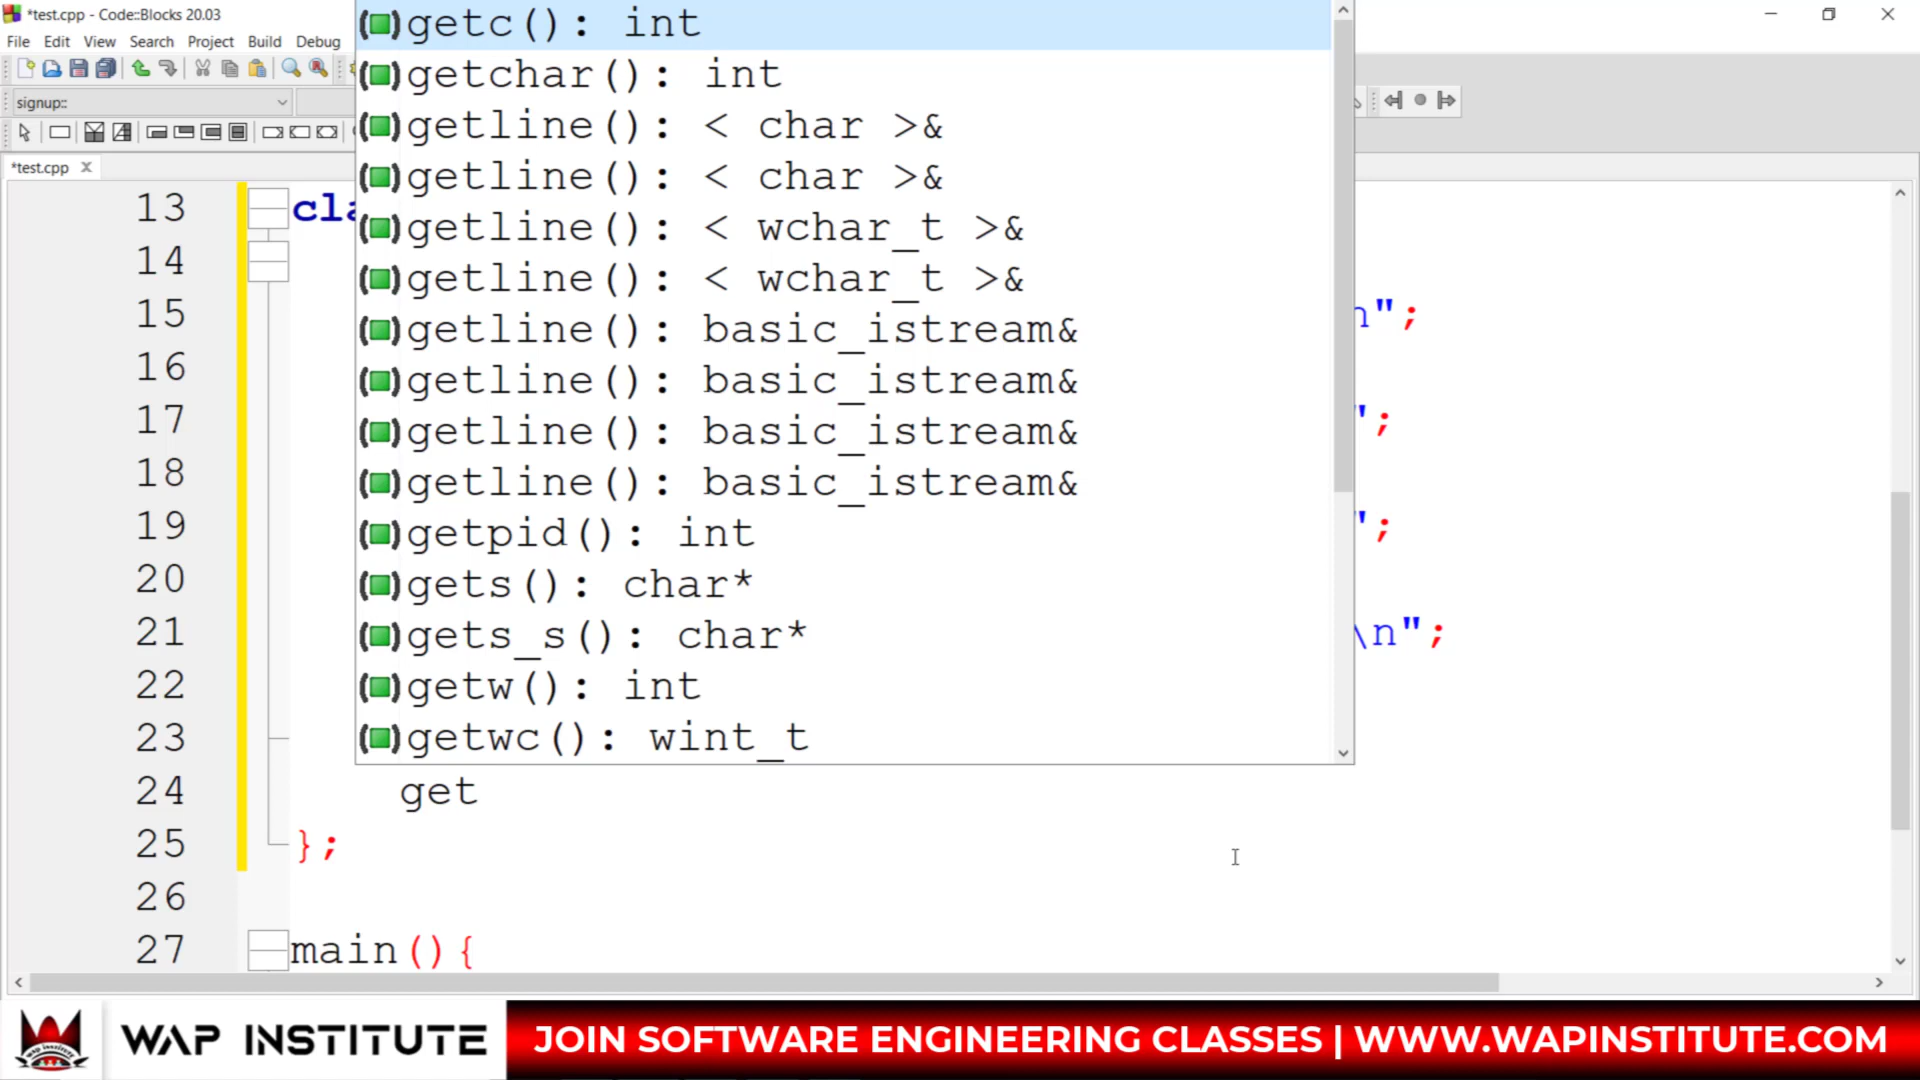 *test.cpp - Code::Blocks 20.03
File Edit View Search Project Build Debug
signup::
*test.cpp
getc(): int
getchar(): int
getline(): < char >&
getline(): < char >&
getline(): < wchar_t >&
getline(): < wchar_t >&
getline(): basic_istream&
getline(): basic_istream&
getline(): basic_istream&
getline(): basic_istream&
getpid(): int
gets(): char*
gets_s(): char*
getw(): int
getwc(): wint_t
13 cla
14
15 n";
16
17 ";
18
19 ";
20
21 \n";
22
23
24 get
25 };
26
27 main(){
WAP INSTITUTE
JOIN SOFTWARE ENGINEERING CLASSES | WWW.WAPINSTITUTE.COM